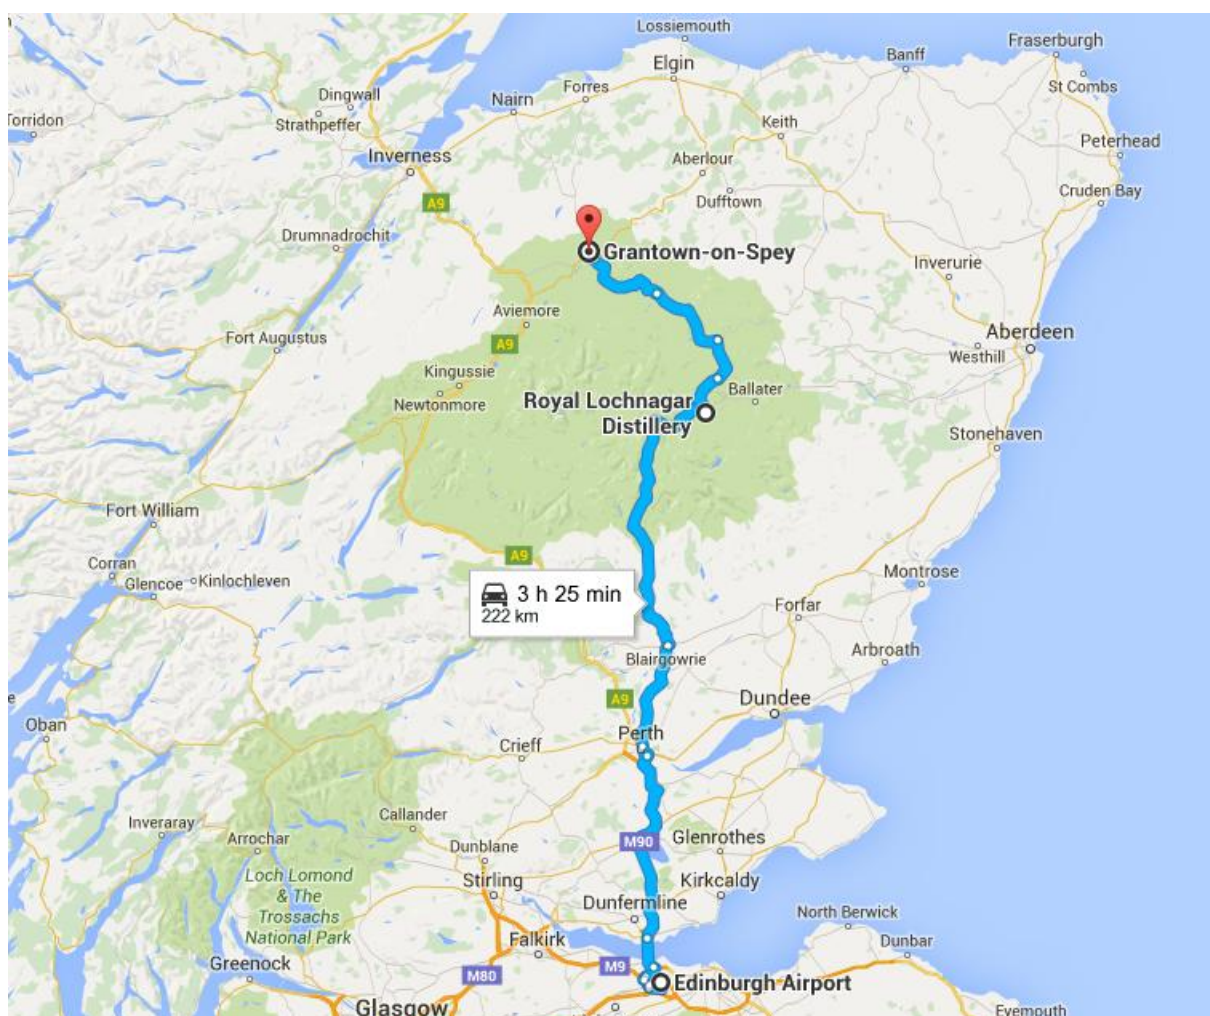 Lossiemouth
Fraserburgh
Banff
Elgin
Forres
St Combs
Dingwall
Nairn
Torridon
Strathpeffer
Keith
Peterhead
Inverness
Aberlour
Cruden Bay
Dufftown
A9
Drumnadrochit
Grantown-on-Spey
Inverurie
Aviemore
Fort Augustus
Aberdeen
A9
Westhill
Kingussie
Ballater
Newtonmore
Royal Lochnagar
Distillery
Stonehaven
Fort William
A9
Corran
Glencoe
Kinlochleven
Montrose
3 h 25 min
222 km
Forfar
Arbroath
Blairgowrie
e
A9
Dundee
Oban
Perth
Crieff
Callander
Inveraray
Arrochar
M90
Glenrothes
Dunblane
Loch Lomond
& The
Trossachs
National Park
Stirling
Kirkcaldy
Dunfermline
North Berwick
Falkirk
Dunbar
Greenock
M9
M80
Edinburgh Airport
Glasgow
Eyemouth